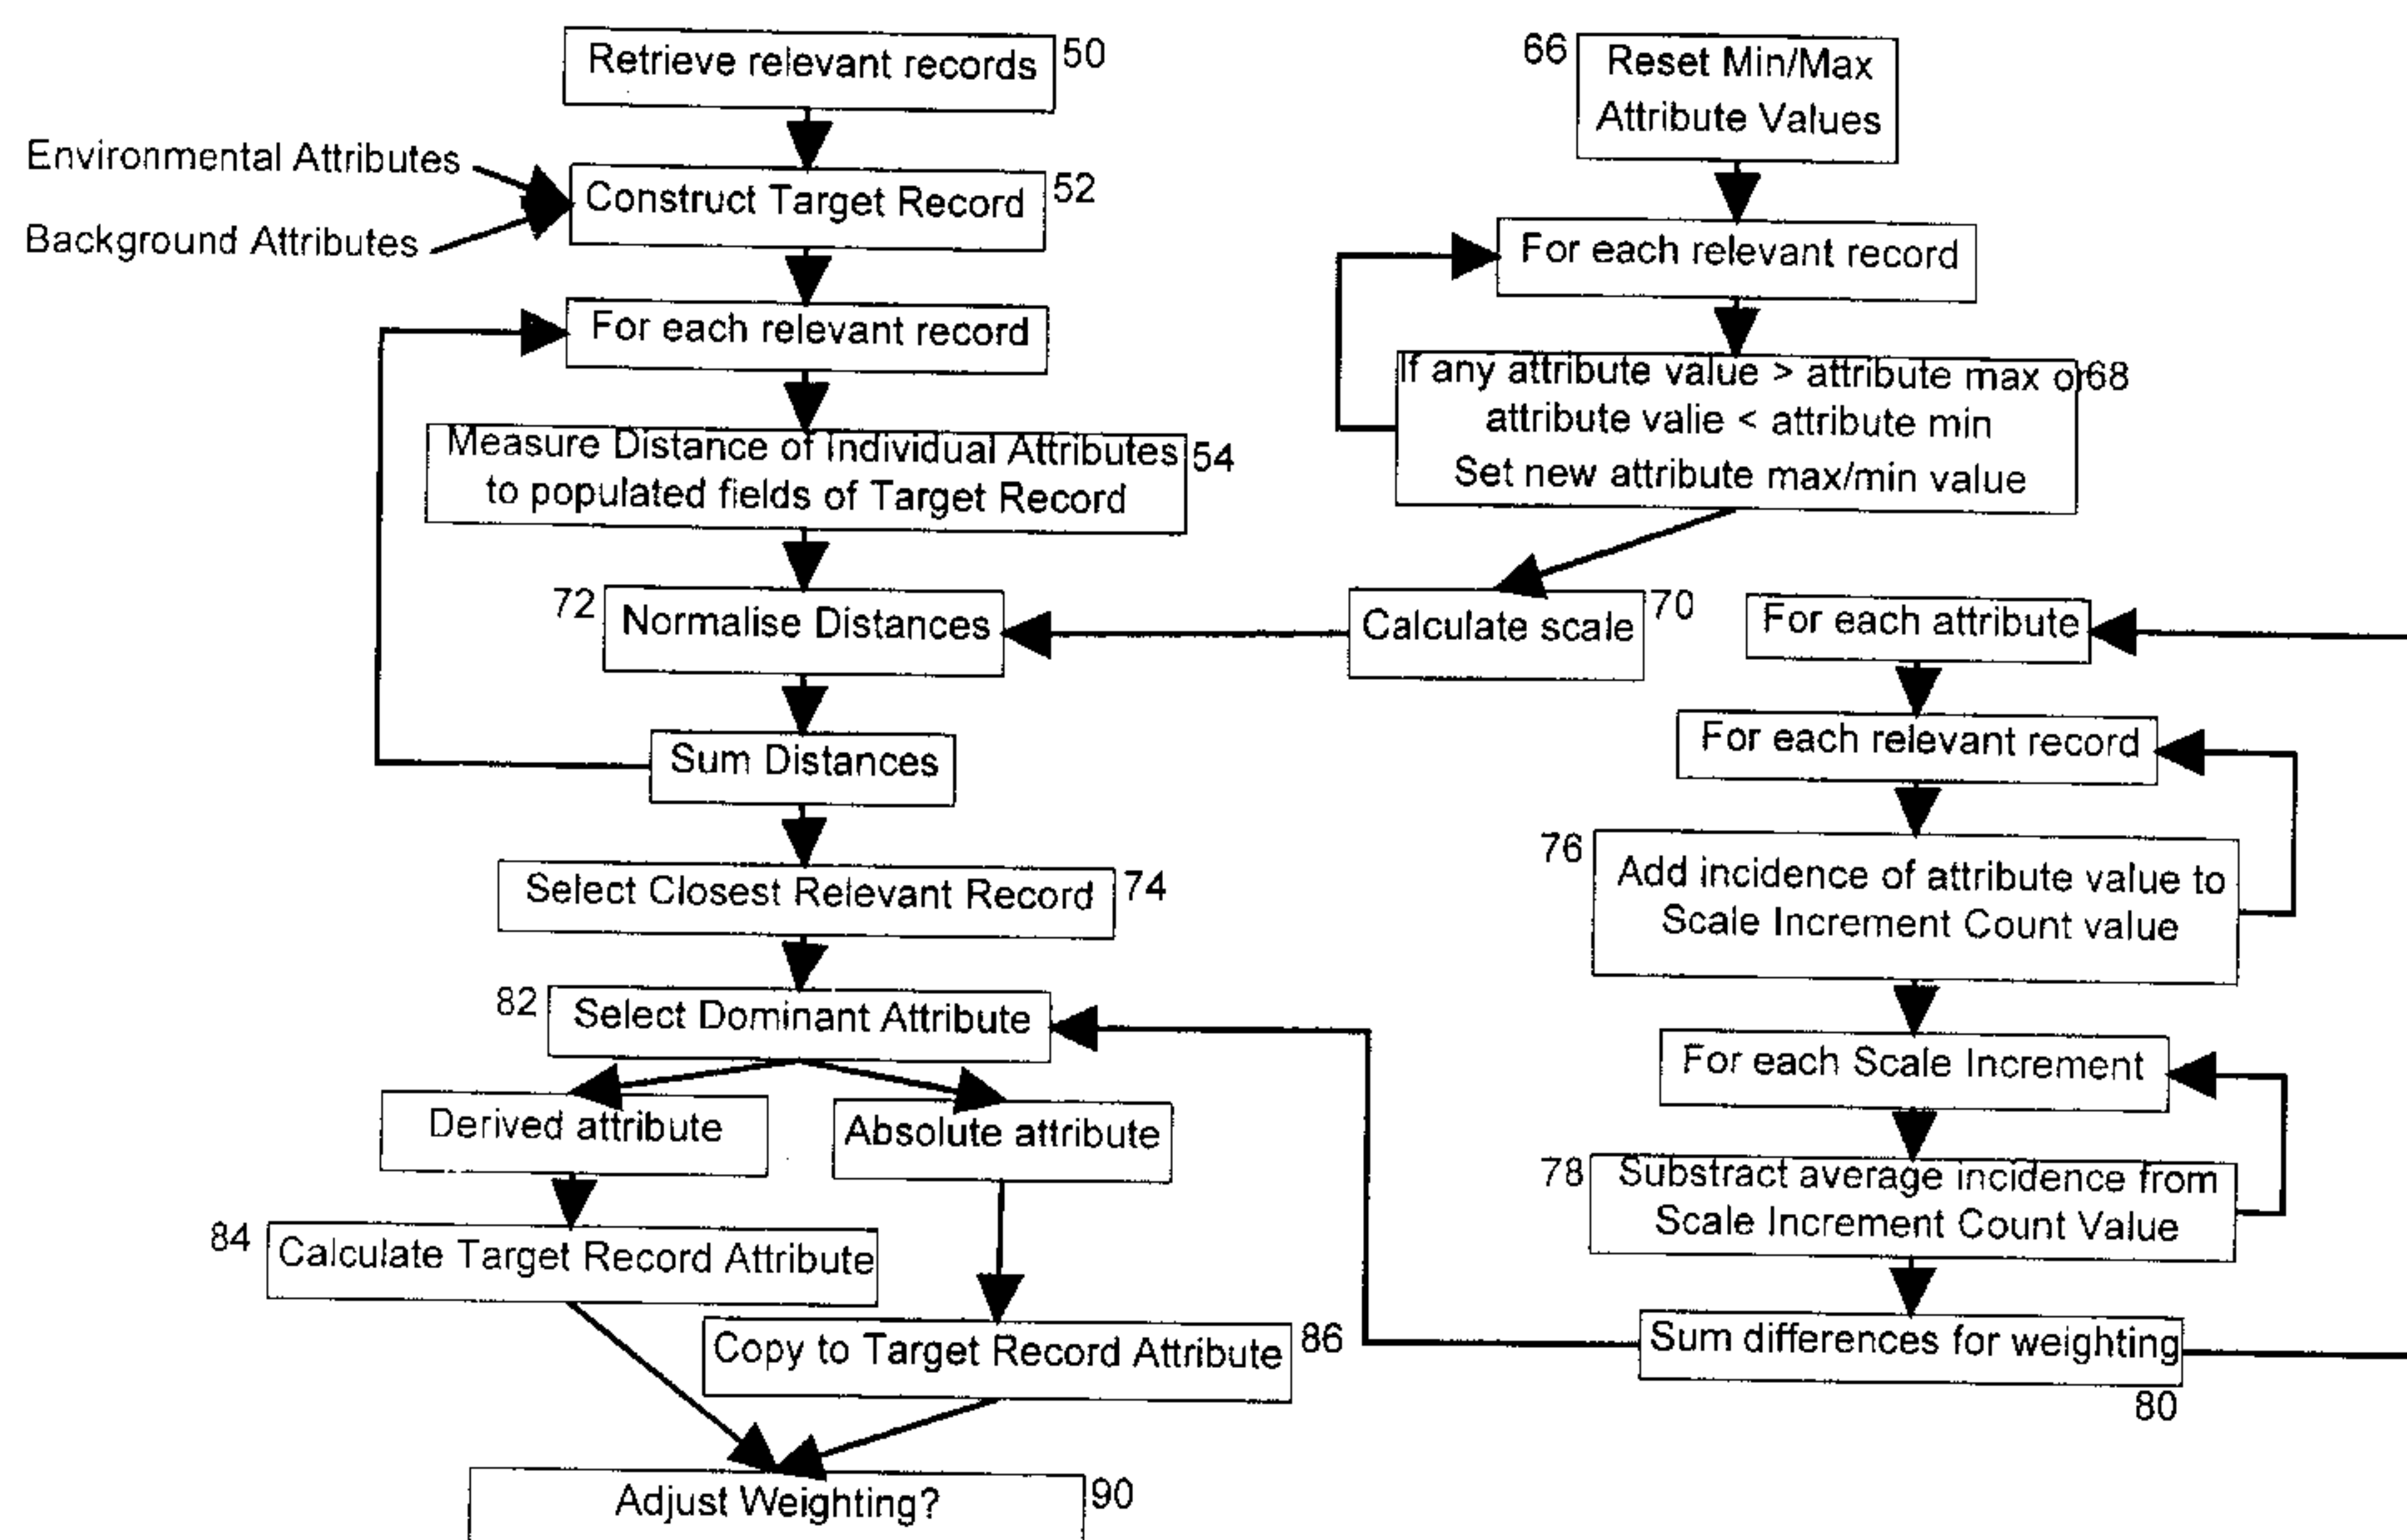 Retrieve relevant records
50
Environmental Attributes
Background Attributes
Construct Target Record
52
For each relevant record
Measure Distance of Individual Attributes
to populated fields of Target Record
54
72
Normalise Distances
Sum Distances
Select Closest Relevant Record
74
82
Select Dominant Attribute
Derived attribute
Absolute attribute
84
Calculate Target Record Attribute
Copy to Target Record Attribute
86
Adjust Weighting?
90
66
Reset Min/Max
Attribute Values
For each relevant record
If any attribute value > attribute max or
68
attribute valie < attribute min
Set new attribute max/min value
Calculate scale
70
For each attribute
For each relevant record
76
Add incidence of attribute value to
Scale Increment Count value
For each Scale Increment
78
Substract average incidence from
Scale Increment Count Value
Sum differences for weighting
80